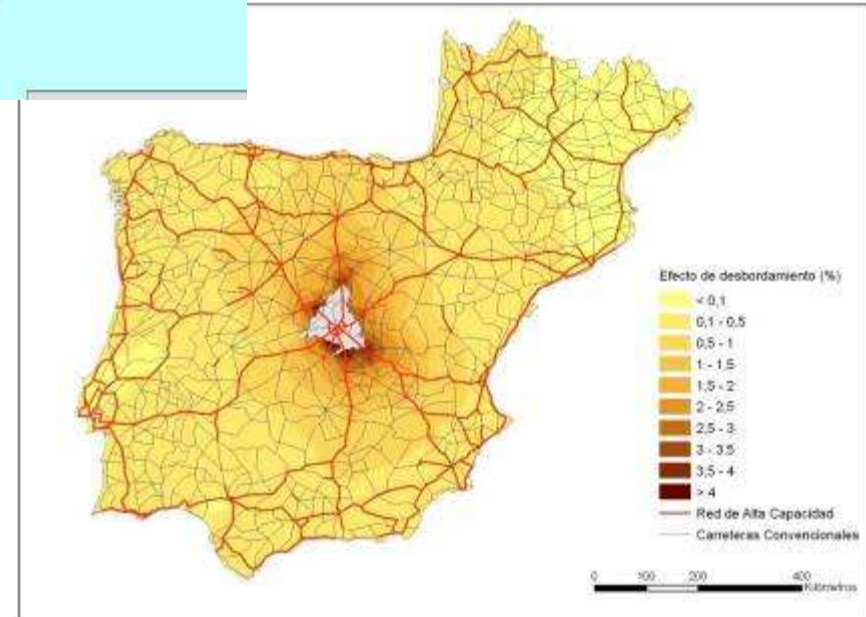 Efecto de desbordamiento (%)
< 0,1
0,1 - 0,5
0,5 - 1
1 - 1,5
1,5 - 2
2 - 2,5
2,5 - 3
3 - 3,5
3,5 - 4
> 4
Red de Alta Capacidad
Carreteras Convencionales
0 100 200 400
Kilómetros